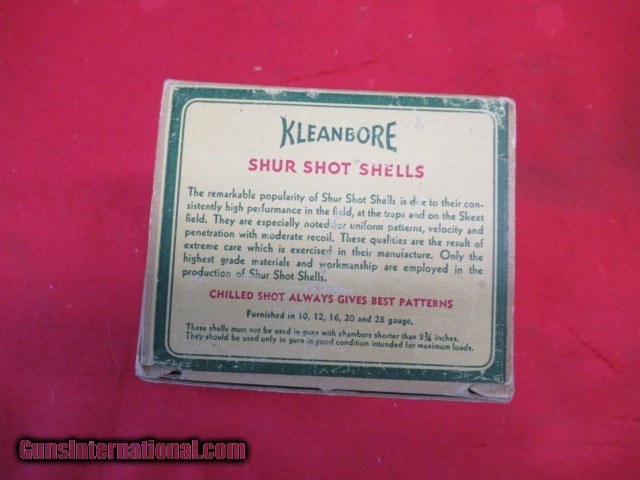 KLEANBORE
SHUR SHOT SHELLS
The remarkable popularity of Shur Shot Shells is due to their con-
sistently high performance in the field, at the traps and on the Skeet
field. They are especially noted for uniform patterns, velocity and
penetration with moderate recoil. These qualities are the result of
extreme care which is exercised in their manufacture. Only the
highest grade materials and workmanship are employed in the
production of Shur Shot Shells.
CHILLED SHOT ALWAYS GIVES BEST PATTERNS
Furnished in 10, 12, 16, 20 and 28 gauge.
These shells must not be used in guns with chambers shorter than 2¾ inches.
They should be used only in guns in good condition intended for maximum loads.
GunsInternational.com